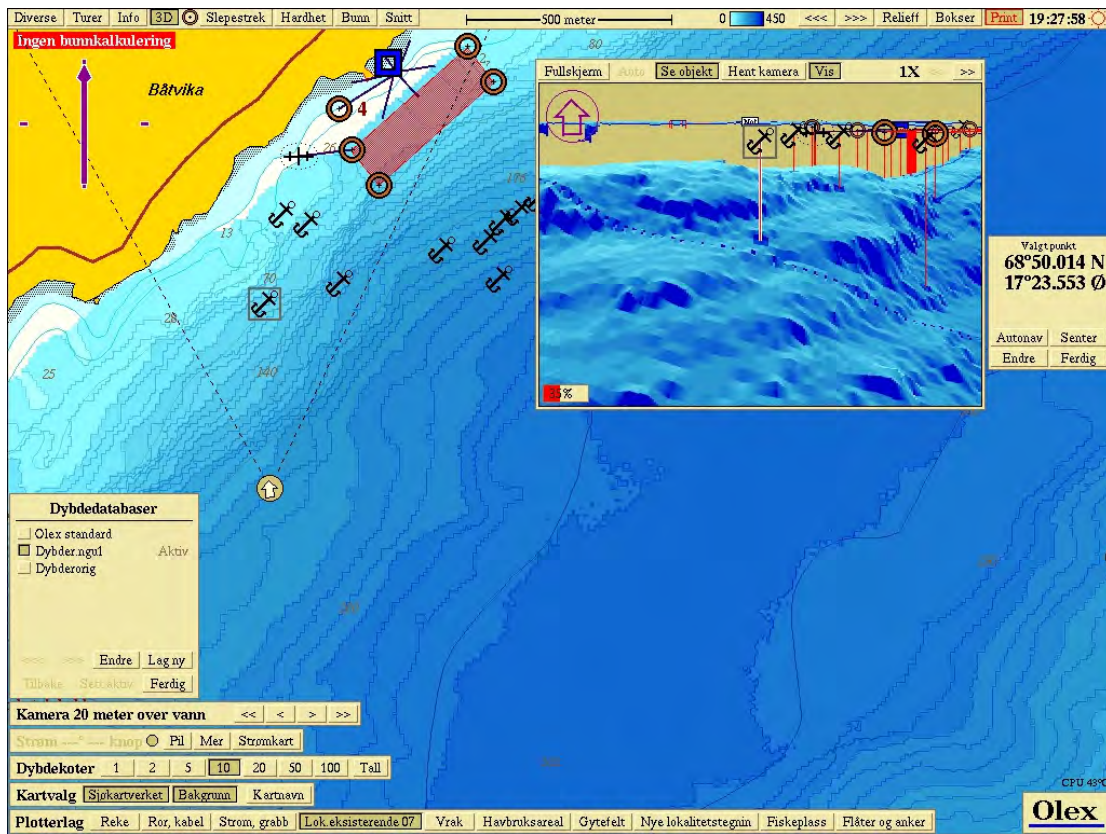 Diverse Turer Info 3D Slepestrek Hardhet Bunn Snitt 500 meter 0 450 <<< >>> Relieff Bokser Print 19:27:58
Ingen bunnkalkulering
80
Båtvika
4
26
176
13
70
28
140
25
Fullskjerm Auto Se objekt Hent kamera Vis 1X >>
35%
Valgt punkt
68°50.014 N
17°23.553 Ø
Autonav Senter
Endre Ferdig
Dybdedatabaser
Olex standard
Dybder.ngu1 Aktiv
Dybderorig
<<< >>> Endre Lag ny
Tilbake Sett aktiv Ferdig
Kamera 20 meter over vann << < > >>
Strøm ---° --- knop Pil Mer Strømkart
Dybdekoter 1 2 5 10 20 50 100 Tall
Kartvalg Sjøkartverket Bakgrunn Kartnavn
CPU 43°C
Plotterlag Reke Ror, kabel Strøm, grabb Lok.eksisterende 07 Vrak Havbruksareal Gytefelt Nye lokalitetstegnin Fiskeplass Flåter og anker
Olex